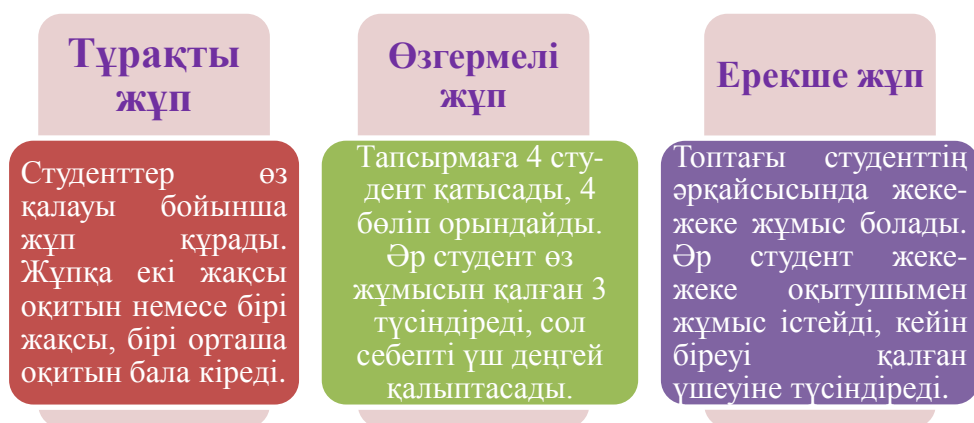 Тұрақты
жұп
Студенттер өз
қалауы бойынша
жұп құрады.
Жұпқа екі жақсы
оқитын немесе бірі
жақсы, бірі орташа
оқитын бала кіреді.
Өзгермелі
жұп
Тапсырмаға 4 сту-
дент қатысады, 4
бөліп орындайды.
Әр студент өз
жұмысын қалған 3
түсіндіреді, сол
себепті үш деңгей
қалыптасады.
Ерекше жұп
Топтағы студенттің
әрқайсысында жеке-
жеке жұмыс болады.
Әр студент жеке-
жеке оқытушымен
жұмыс істейді, кейін
біреуі қалған
үшеуіне түсіндіреді.